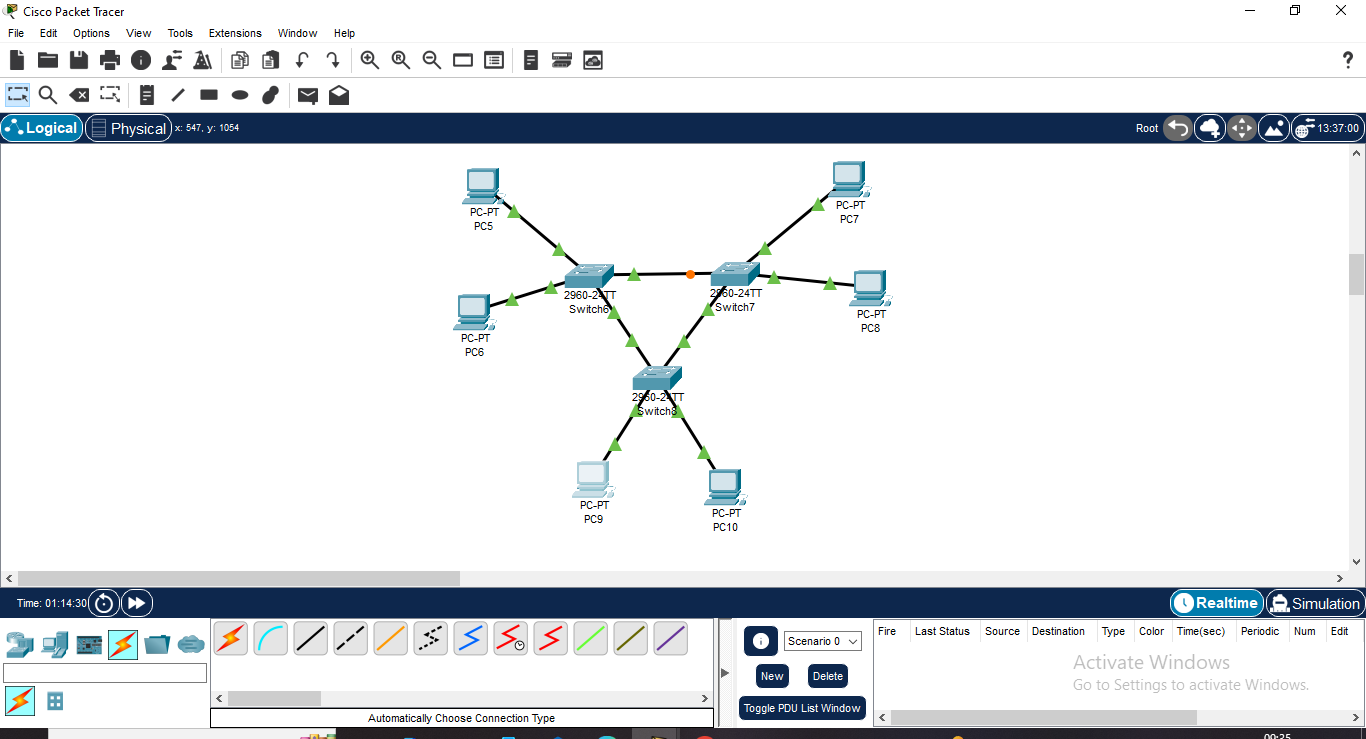 Cisco Packet Tracer
File Edit Options View Tools Extensions Window Help
Logical Physical x: 547, y: 1054 Root 13:37:00
PC-PT
PC5
PC-PT
PC7
2960-24TT
Switch6
2960-24TT
Switch7
PC-PT
PC8
PC-PT
PC6
2960-24TT
Switch8
PC-PT
PC9
PC-PT
PC10
Time: 01:14:30 Realtime Simulation
Scenario 0
New Delete
Toggle PDU List Window
Fire Last Status Source Destination Type Color Time(sec) Periodic Num Edit
Activate Windows
Go to Settings to activate Windows.
Automatically Choose Connection Type